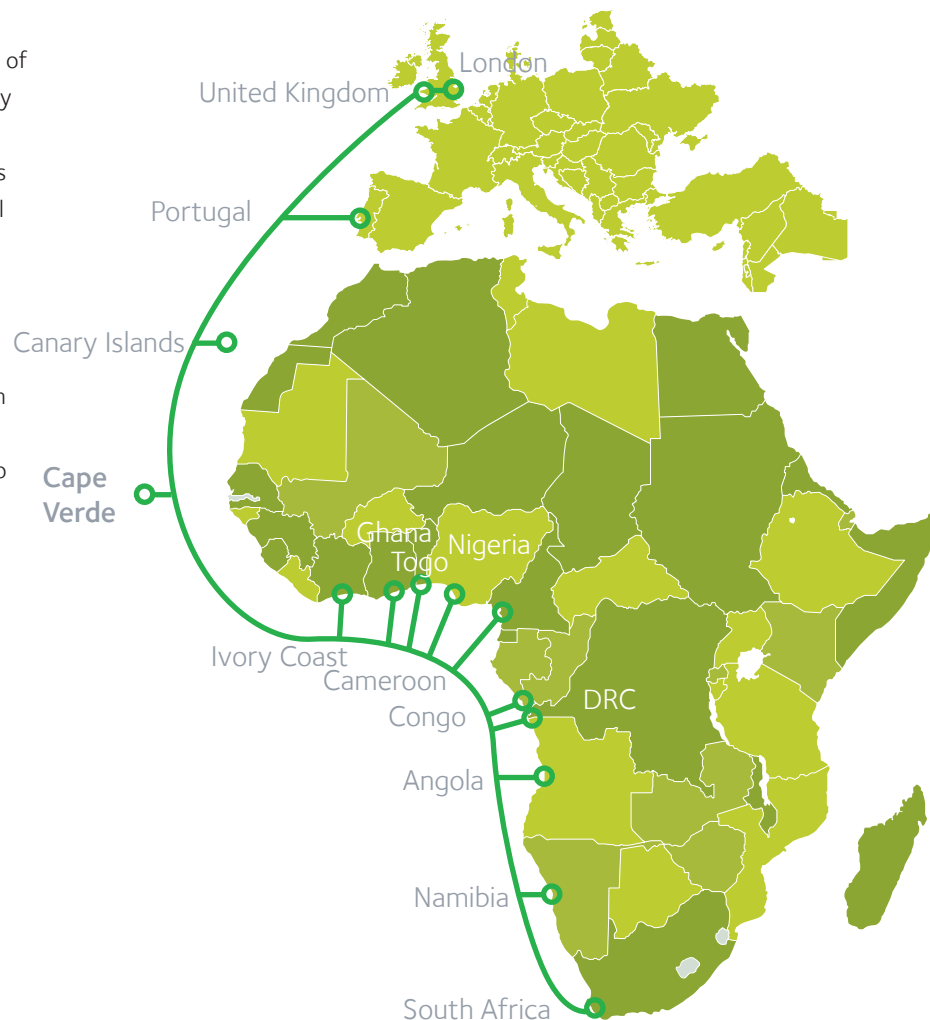 of
y
s
l
n
o
London
United Kingdom
Portugal
Canary Islands
Cape
Verde
Ghana
Togo
Nigeria
Ivory Coast
Cameroon
Congo
DRC
Angola
Namibia
South Africa